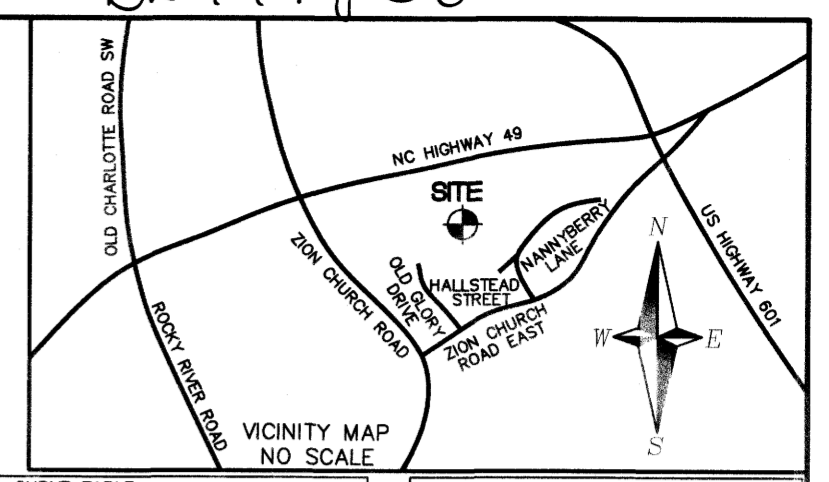 OLD CHARLOTTE ROAD SW
NC HIGHWAY 49
SITE
ZION CHURCH ROAD
OLD GLORY
DRIVE
HALLSTEAD
STREET
NANNYBERRY
LANE
ZION CHURCH
ROAD EAST
US HIGHWAY 601
N
W
E
S
ROCKY RIVER ROAD
VICINITY MAP
NO SCALE